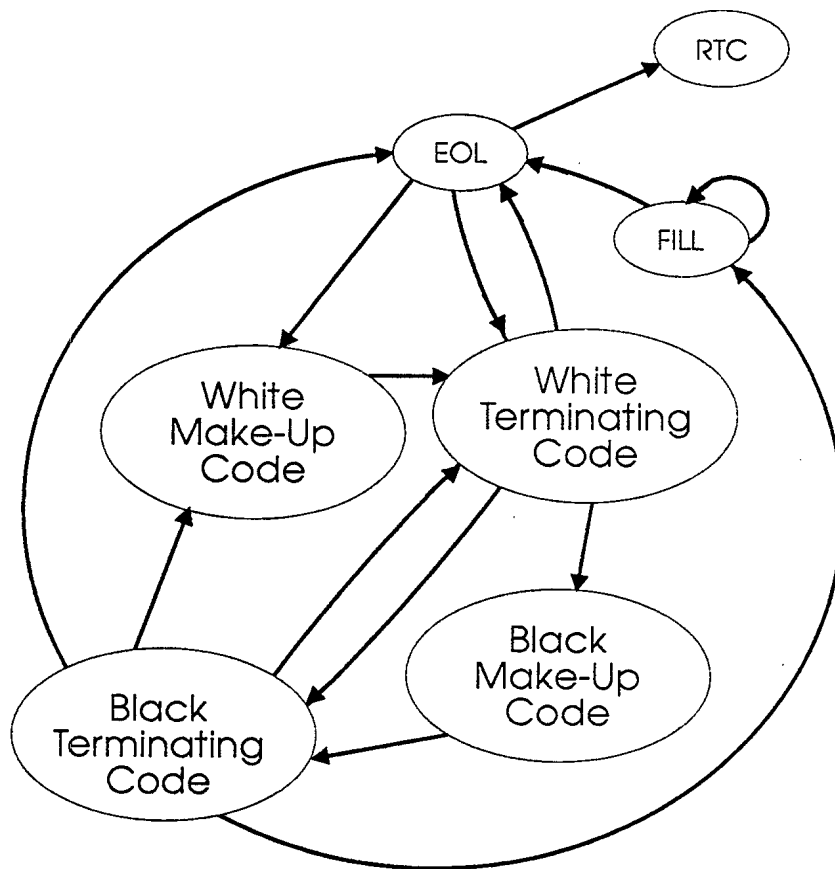 RTC
EOL
FILL
White
Make-Up
Code
White
Terminating
Code
Black
Make-Up
Code
Black
Terminating
Code